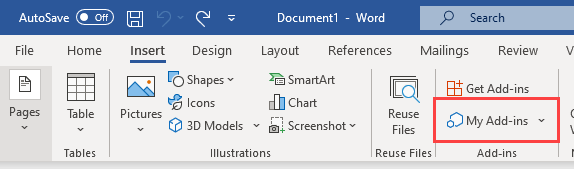 AutoSave Off Document1 - Word Search
File Home Insert Design Layout References Mailings Review
Pages
Table
Tables
Pictures
Shapes
Icons
3D Models
SmartArt
Chart
Screenshot
Illustrations
Reuse
Files
Reuse Files
Get Add-ins
My Add-ins
Add-ins